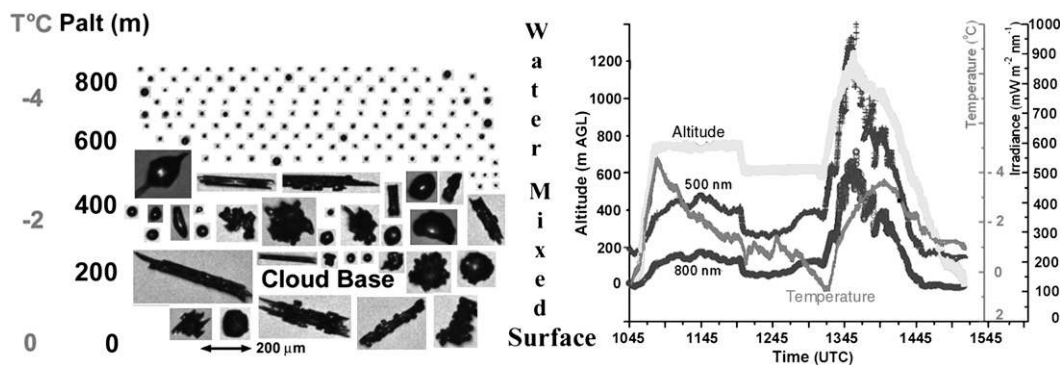 T°C Palt (m)
800
-4
600
400
-2
200
Cloud Base
0 0
200 µm
Water Mixed
Surface
Altitude (m AGL)
1200
1000
800
600
400
200
0
Altitude
500 nm
800 nm
Temperature
1045 1145 1245 1345 1445 1545
Time (UTC)
Temperature (°C)
-4
-2
0
2
Irradiance (mW m-2 nm-1)
1000
900
800
700
600
500
400
300
200
100
0